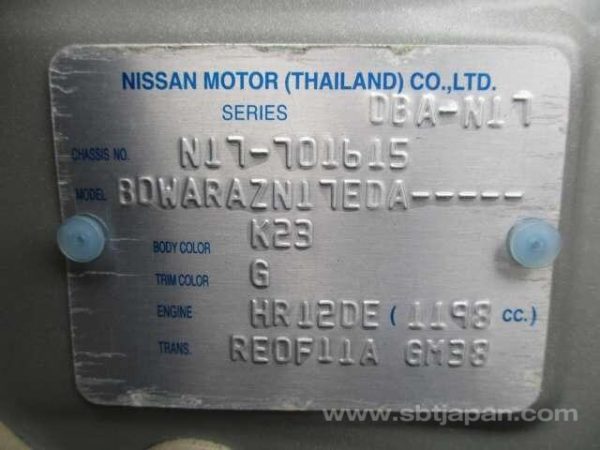 NISSAN MOTOR (THAILAND) CO.,LTD.
SERIES DBA-N17
CHASSIS NO. N17-701615
MODEL BDWARAZN17EDA-----
BODY COLOR K23
TRIM COLOR G
ENGINE HR12DE ( 1198 CC.)
TRANS. RE0F11A GM38
www.sbtjapan.com